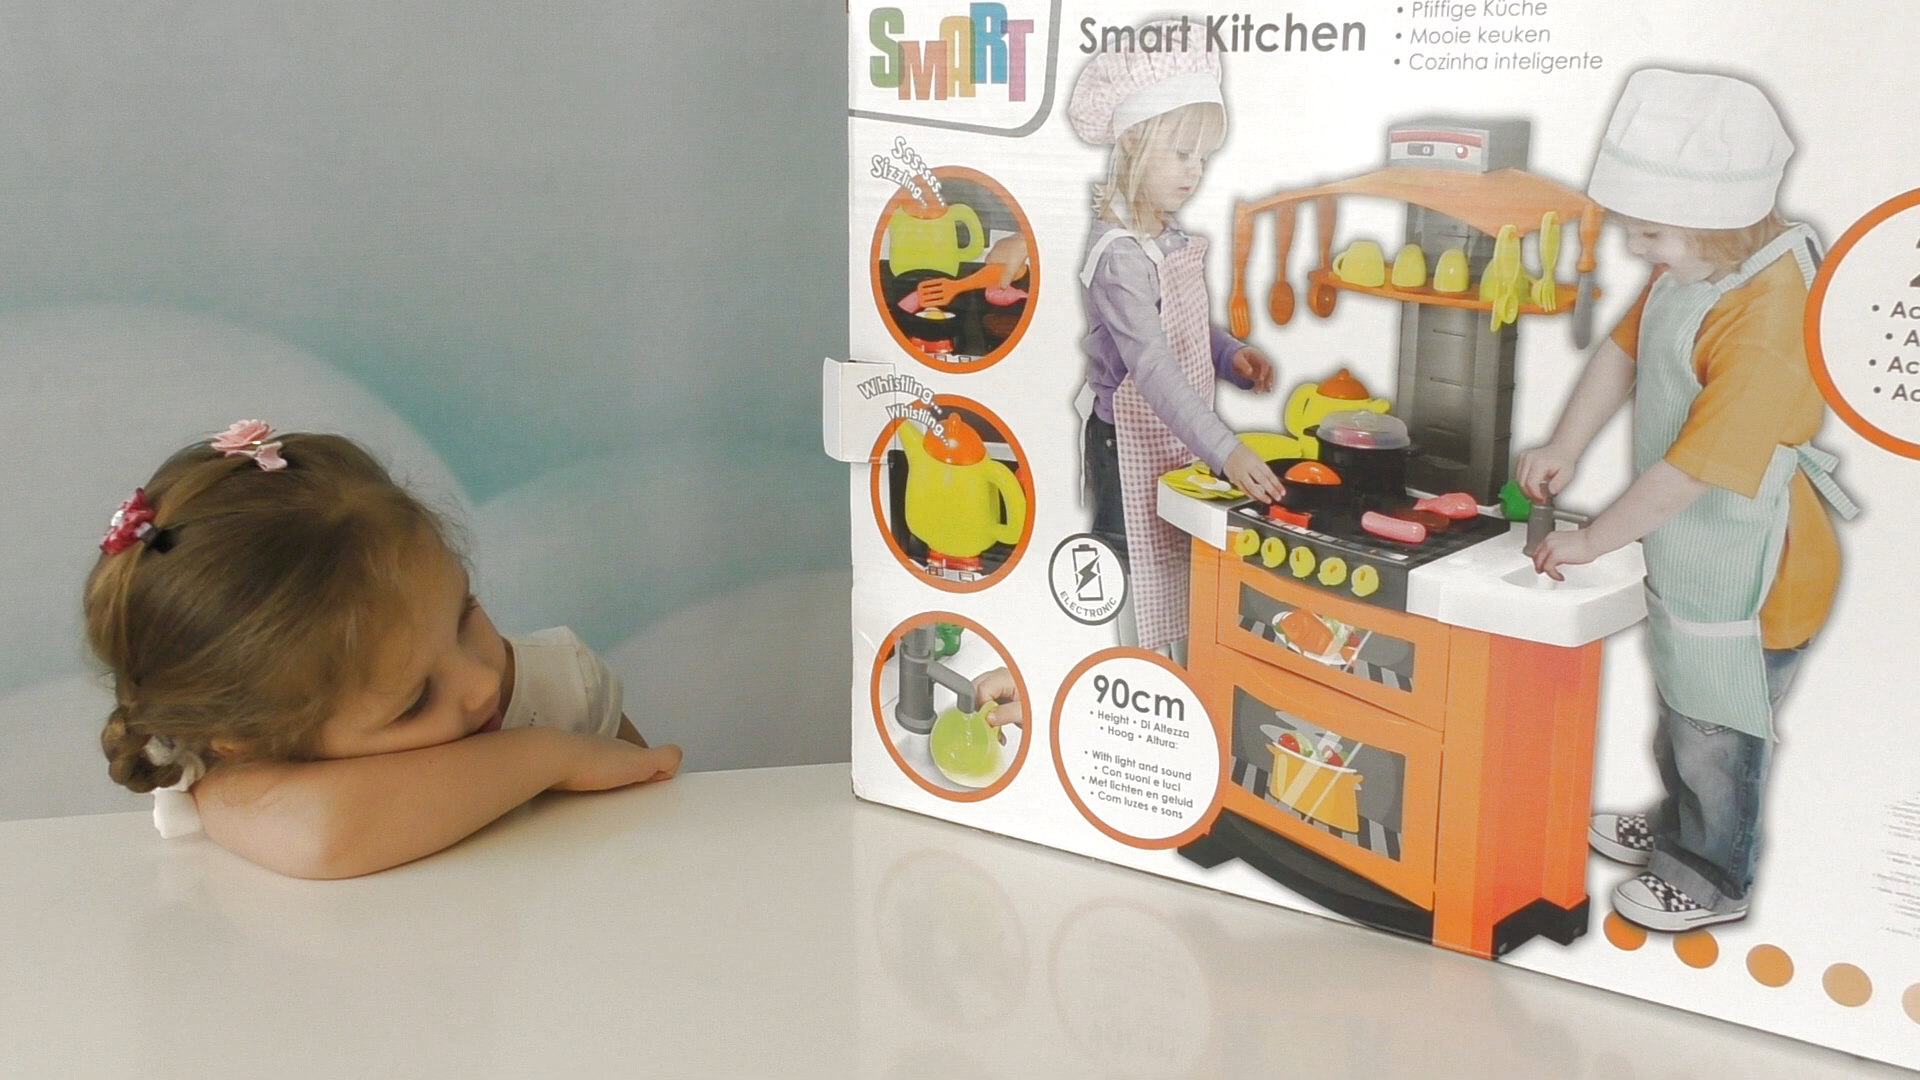 SMART
Smart Kitchen
• Pfiffige Küche
• Mooie keuken
• Cozinha inteligente
Sssssss...
Sizzling...
Whistling...
Whistling...
ELECTRONIC
90cm
• Height • Di Altezza
• Hoog • Altura:
• With light and sound
• Con suoni e luci
• Met lichten en geluid
• Com luzes e sons